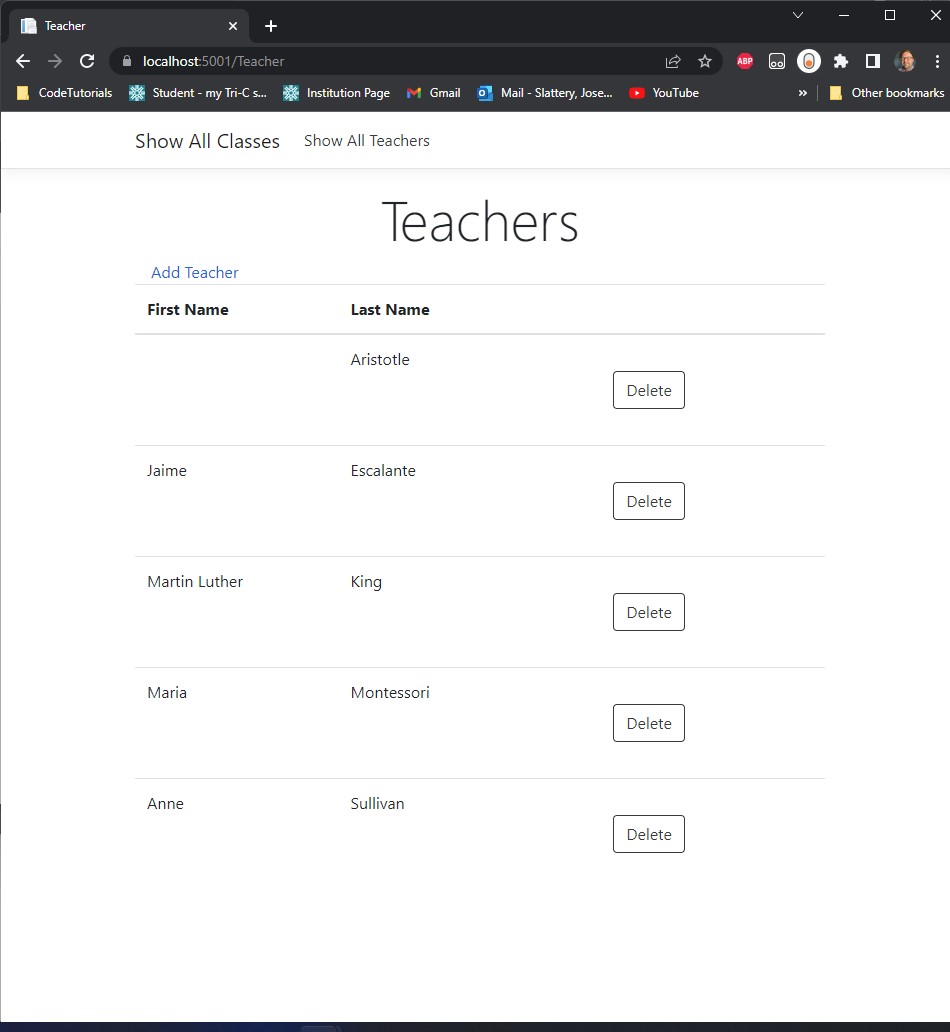 Teacher
localhost:5001/Teacher
ABP
CodeTutorials Student - my Tri-C s... Institution Page Gmail Mail - Slattery, Jose... YouTube » Other bookmarks
Show All Classes Show All Teachers
Teachers
Add Teacher
First Name Last Name
Aristotle
Delete
Jaime Escalante
Delete
Martin Luther King
Delete
Maria Montessori
Delete
Anne Sullivan
Delete